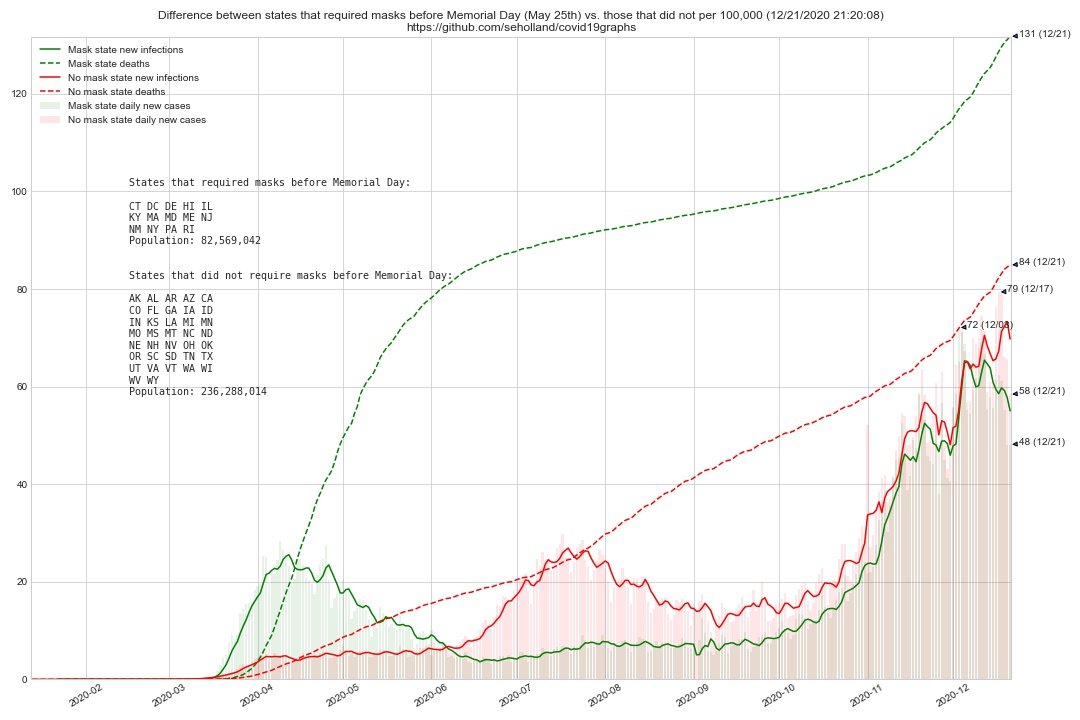 Difference between states that required masks before Memorial Day (May 25th) vs. those that did not per 100,000 (12/21/2020 21:20:08)
https://github.com/seholland/covid19graphs
Mask state new infections
Mask state deaths
No mask state new infections
No mask state deaths
Mask state daily new cases
No mask state daily new cases
States that required masks before Memorial Day:
CT DC DE HI IL
KY MA MD ME NJ
NM NY PA RI
Population: 82,569,042
States that did not require masks before Memorial Day:
AK AL AR AZ CA
CO FL GA IA ID
IN KS LA MI MN
MO MS MT NC ND
NE NH NV OH OK
OR SC SD TN TX
UT VA VT WA WI
WV WY
Population: 236,288,014
131 (12/21)
84 (12/21)
79 (12/17)
72 (12/03)
58 (12/21)
48 (12/21)
120
100
80
60
40
20
0
2020-02
2020-03
2020-04
2020-05
2020-06
2020-07
2020-08
2020-09
2020-10
2020-11
2020-12